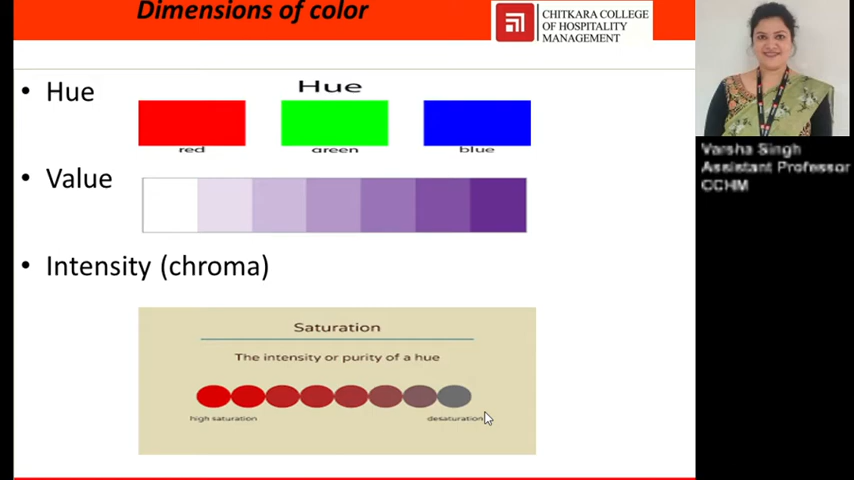 Dimensions of color
CHITKARA COLLEGE
OF HOSPITALITY
MANAGEMENT
• Hue
Hue
red
green
blue
• Value
• Intensity (chroma)
Saturation
The intensity or purity of a hue
high saturation
desaturation
Varsha Singh
Assistant Professor
CCHM